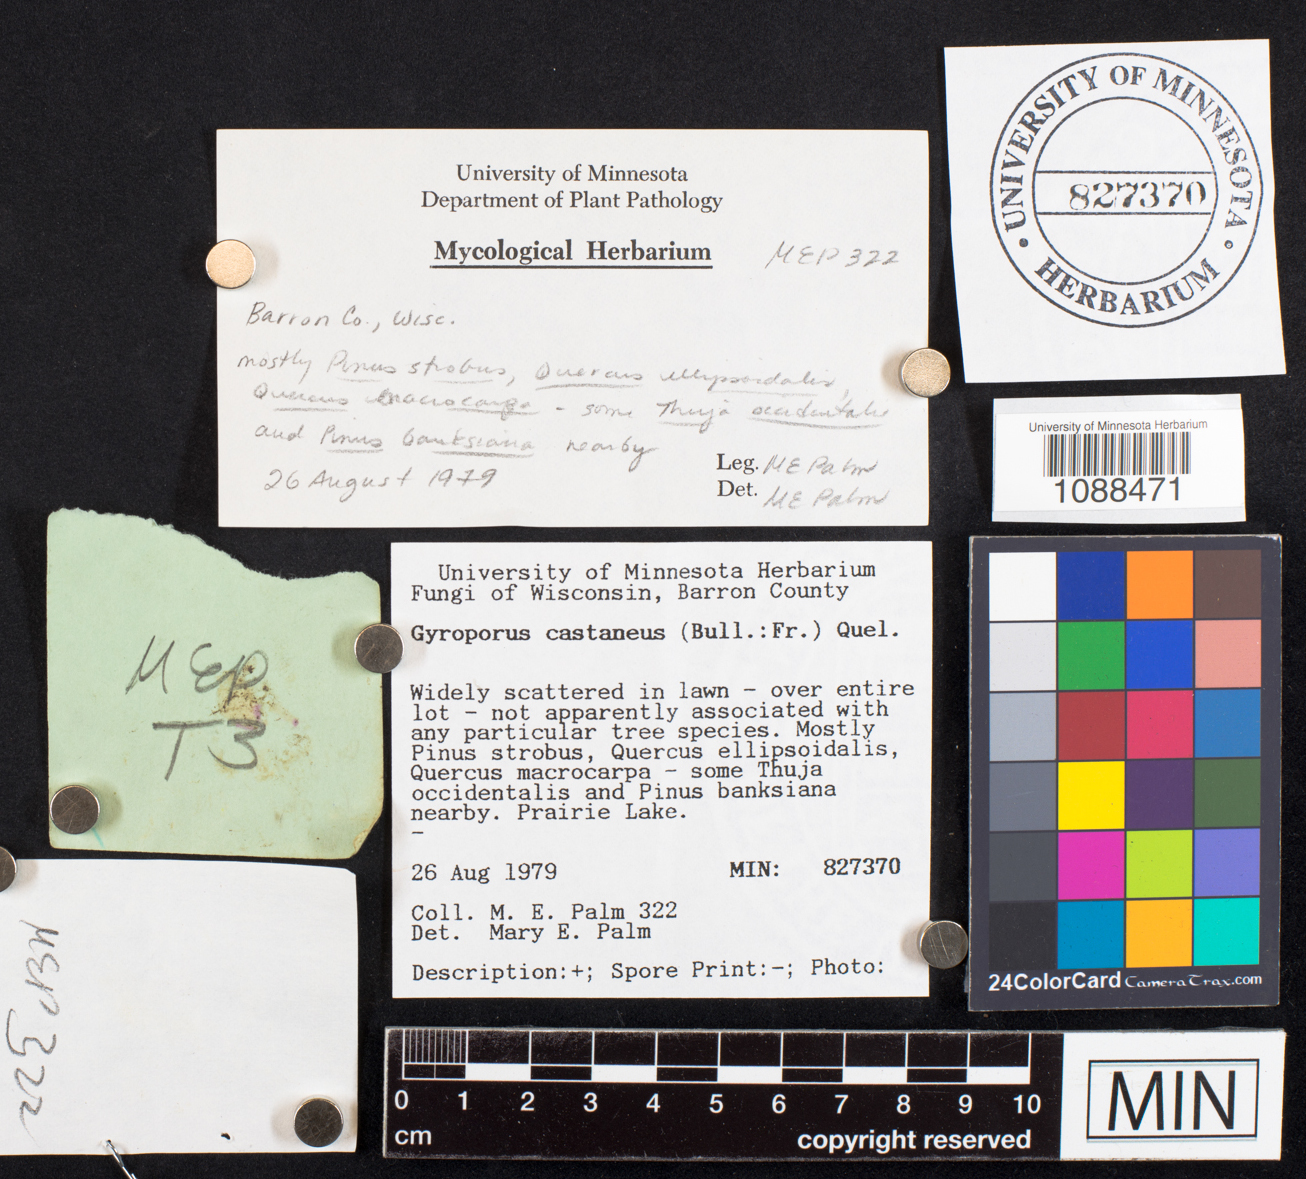 University of Minnesota
Department of Plant Pathology
Mycological Herbarium
MEP 322
Barron Co., Wisc.
mostly Pinus strobus, Quercus ellipsoidalis,
Quercus macrocarpa - some Thuja occidentalis
and Pinus banksiana nearby
26 August 1979
Leg. ME Palm
Det. ME Palm
UNIVERSITY OF MINNESOTA
827370
HERBARIUM
University of Minnesota Herbarium
1088471
MEP
T3
University of Minnesota Herbarium
Fungi of Wisconsin, Barron County
Gyroporus castaneus (Bull.:Fr.) Quel.
Widely scattered in lawn - over entire
lot - not apparently associated with
any particular tree species. Mostly
Pinus strobus, Quercus ellipsoidalis,
Quercus macrocarpa - some Thuja
occidentalis and Pinus banksiana
nearby. Prairie Lake.
-
26 Aug 1979 MIN: 827370
Coll. M. E. Palm 322
Det. Mary E. Palm
Description:+; Spore Print:-; Photo:
MEP 322
24ColorCard CameraTrax.com
0 1 2 3 4 5 6 7 8 9 10
cm
copyright reserved
MIN